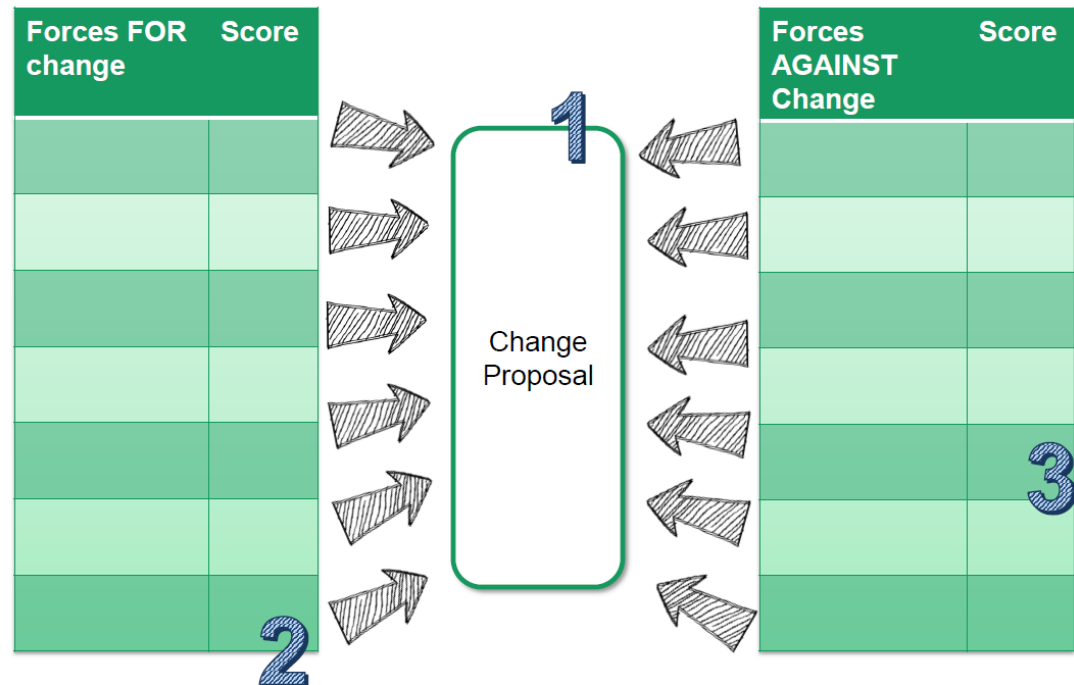 Forces FOR Score
change
1
Forces Score
AGAINST
Change
Change
Proposal
2
3